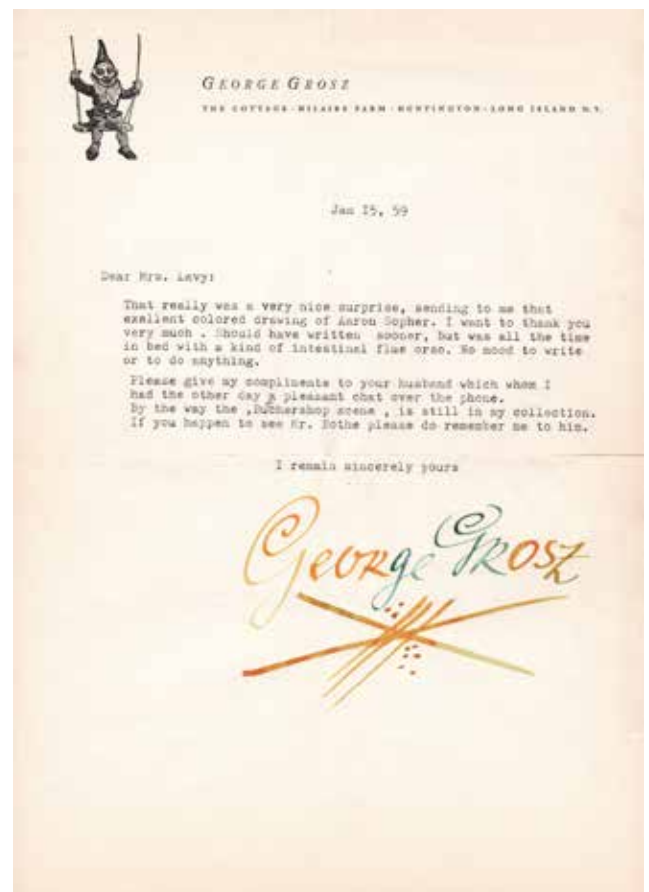 GEORGE GROSZ
THE COTTAGE · HILAIRE FARM · HUNTINGTON · LONG ISLAND N.Y.
Jan 15, 59
Dear Mrs. Levy:
That really was a very nice surprise, sending to me that
exellent colored drawing of Aaron Sopher. I want to thank you
very much . Should have written sooner, but was all the time
in bed with a kind of intestinal flue orso. No mood to write
or to do anything.
Please give my compliments to your husband which whom I
had the other day a pleasant chat over the phone.
By the way the , scene , is still in my collection.
If you happen to see Mr. Bothe please do remember me to him.
I remain sincerely yours
George Grosz